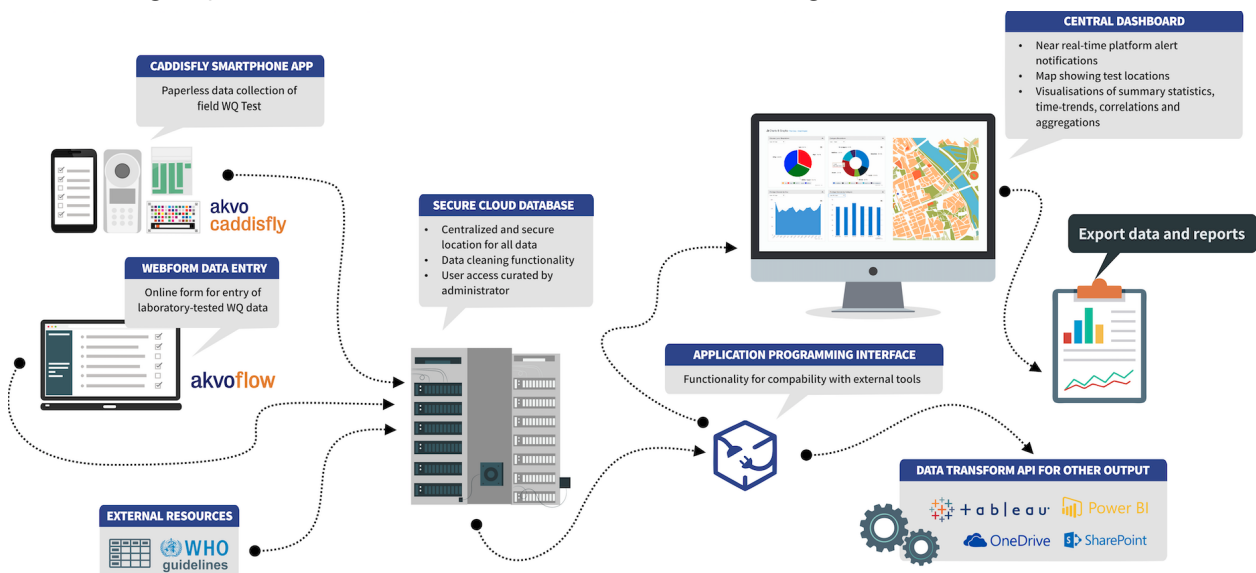 CENTRAL DASHBOARD
• Near real-time platform alert
notifications
• Map showing test locations
• Visualisations of summary statistics,
time-trends, correlations and
aggregations
CADDISFLY SMARTPHONE APP
Paperless data collection of
field WQ Test
akvo
caddisfly
SECURE CLOUD DATABASE
• Centralized and secure
location for all data
• Data cleaning functionality
• User access curated by
administrator
Export data and reports
WEBFORM DATA ENTRY
Online form for entry of
laboratory-tested WQ data
akvoflow
APPLICATION PROGRAMMING INTERFACE
Functionality for compability with external tools
DATA TRANSFORM API FOR OTHER OUTPUT
+ableau Power BI
OneDrive SharePoint
EXTERNAL RESOURCES
WHO
guidelines